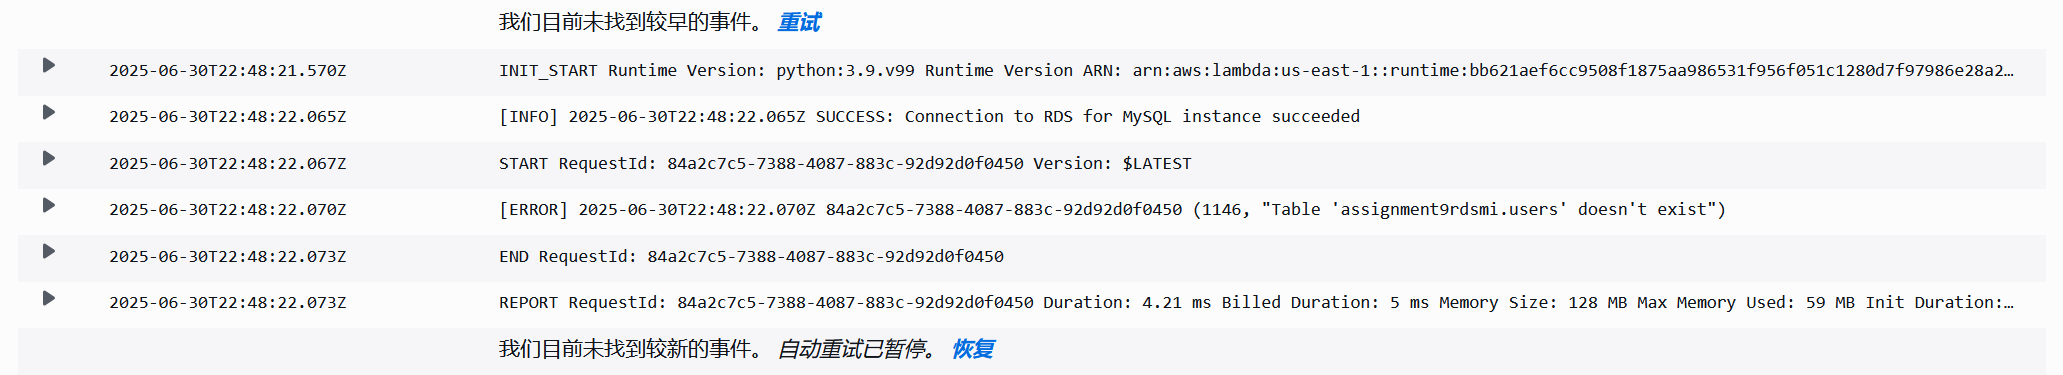 我们目前未找到较早的事件。 重试
2025-06-30T22:48:21.570Z INIT_START Runtime Version: python:3.9.v99 Runtime Version ARN: arn:aws:lambda:us-east-1::runtime:bb621aef6cc9508f1875aa986531f956f051c1280d7f97986e28a2…
2025-06-30T22:48:22.065Z [INFO] 2025-06-30T22:48:22.065Z SUCCESS: Connection to RDS for MySQL instance succeeded
2025-06-30T22:48:22.067Z START RequestId: 84a2c7c5-7388-4087-883c-92d92d0f0450 Version: $LATEST
2025-06-30T22:48:22.070Z [ERROR] 2025-06-30T22:48:22.070Z 84a2c7c5-7388-4087-883c-92d92d0f0450 (1146, "Table 'assignment9rdsmi.users' doesn't exist")
2025-06-30T22:48:22.073Z END RequestId: 84a2c7c5-7388-4087-883c-92d92d0f0450
2025-06-30T22:48:22.073Z REPORT RequestId: 84a2c7c5-7388-4087-883c-92d92d0f0450 Duration: 4.21 ms Billed Duration: 5 ms Memory Size: 128 MB Max Memory Used: 59 MB Init Duration:…
我们目前未找到较新的事件。 自动重试已暂停。 恢复